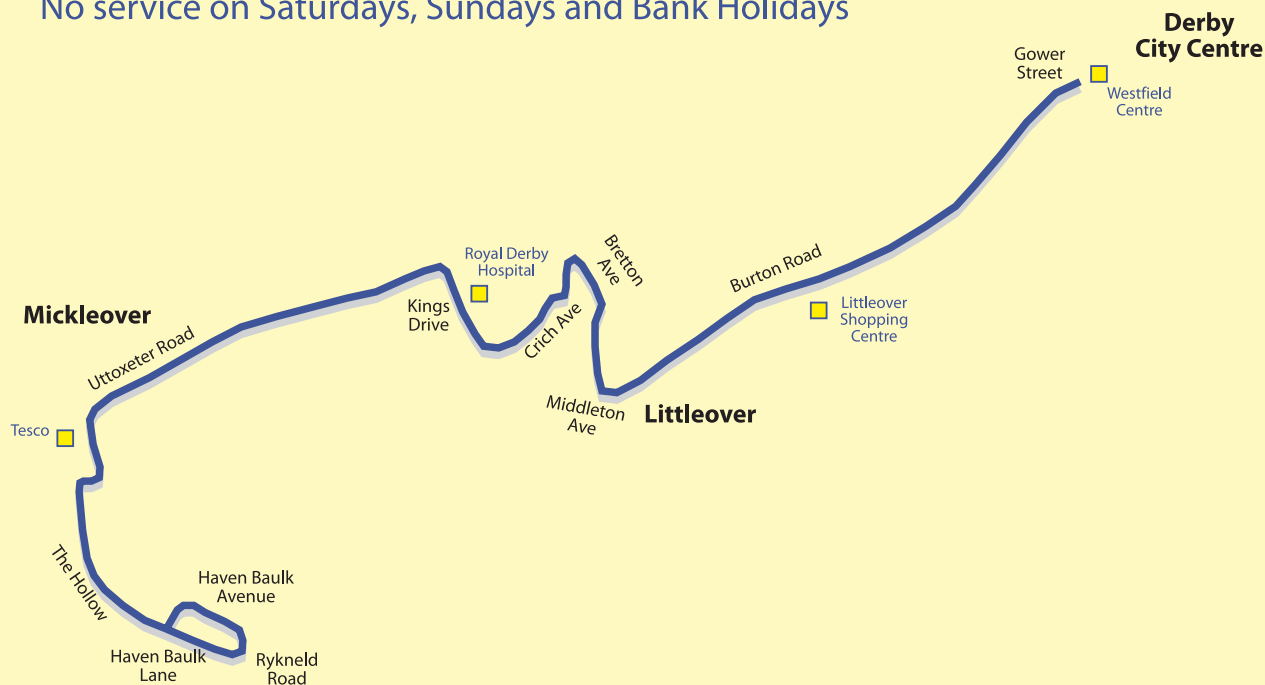 No service on Saturdays, Sundays and Bank Holidays
Derby
City Centre
Gower
Street
Westfield
Centre
Bretton
Ave
Royal Derby
Hospital
Burton Road
Littleover
Shopping
Centre
Kings
Drive
Crich Ave
Mickleover
Uttoxeter Road
Middleton
Ave
Littleover
Tesco
The Hollow
Haven Baulk
Avenue
Haven Baulk
Lane
Rykneld
Road